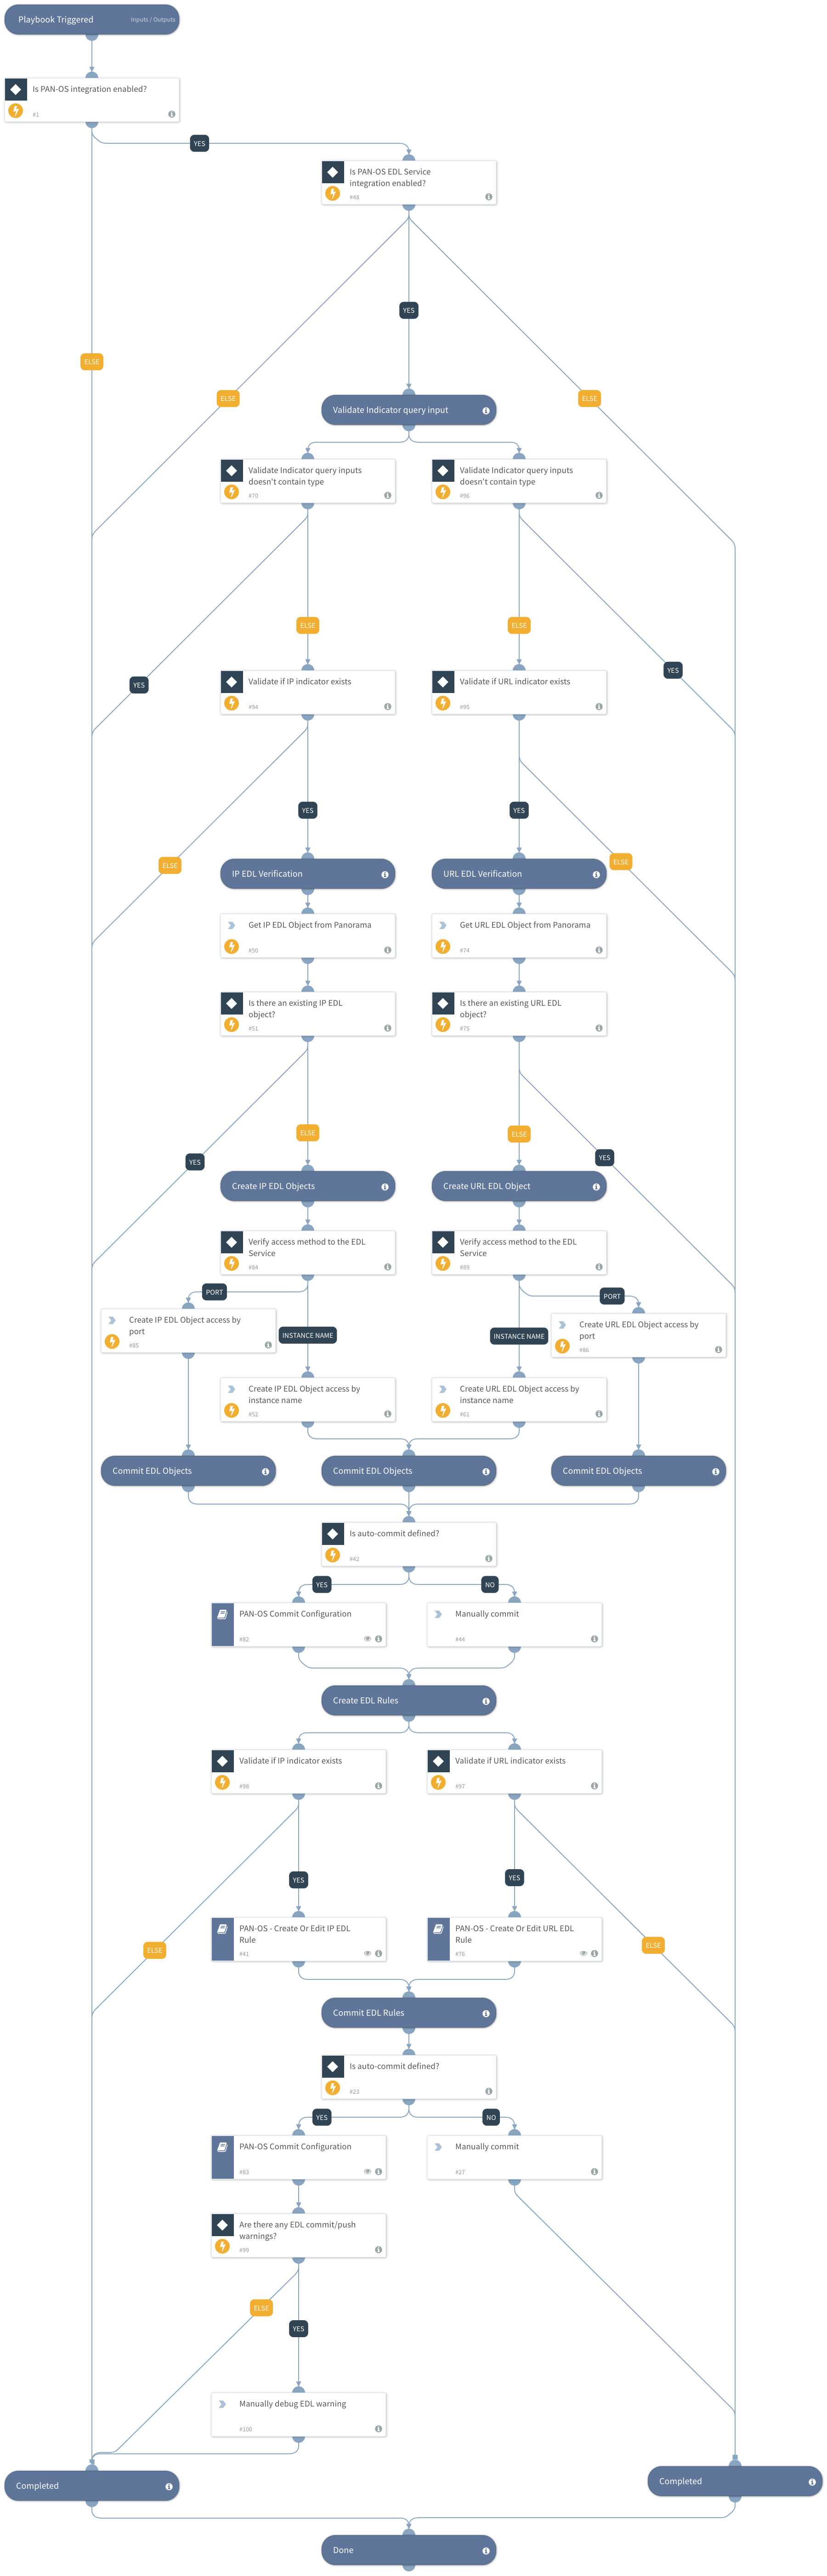 Playbook Triggered
Inputs / Outputs
Is PAN-OS integration enabled?
#1
YES
Is PAN-OS EDL Service
integration enabled?
#48
YES
ELSE
ELSE
ELSE
Validate Indicator query input
Validate Indicator query inputs
doesn't contain type
#70
Validate Indicator query inputs
doesn't contain type
#96
ELSE
ELSE
YES
YES
Validate if IP indicator exists
#94
Validate if URL indicator exists
#95
YES
YES
ELSE
ELSE
IP EDL Verification
URL EDL Verification
Get IP EDL Object from Panorama
#50
Get URL EDL Object from Panorama
#74
Is there an existing IP EDL
object?
#51
Is there an existing URL EDL
object?
#75
ELSE
ELSE
YES
YES
Create IP EDL Objects
Create URL EDL Object
Verify access method to the EDL
Service
#84
Verify access method to the EDL
Service
#89
PORT
PORT
Create IP EDL Object access by
port
#85
INSTANCE NAME
INSTANCE NAME
Create URL EDL Object access by
port
#86
Create IP EDL Object access by
instance name
#52
Create URL EDL Object access by
instance name
#61
Commit EDL Objects
Commit EDL Objects
Commit EDL Objects
Is auto-commit defined?
#42
YES
NO
PAN-OS Commit Configuration
#82
Manually commit
#44
Create EDL Rules
Validate if IP indicator exists
#98
Validate if URL indicator exists
#97
YES
YES
ELSE
ELSE
PAN-OS - Create Or Edit IP EDL
Rule
#41
PAN-OS - Create Or Edit URL EDL
Rule
#76
Commit EDL Rules
Is auto-commit defined?
#23
YES
NO
PAN-OS Commit Configuration
#83
Manually commit
#27
Are there any EDL commit/push
warnings?
#99
ELSE
YES
Manually debug EDL warning
#100
Completed
Completed
Done